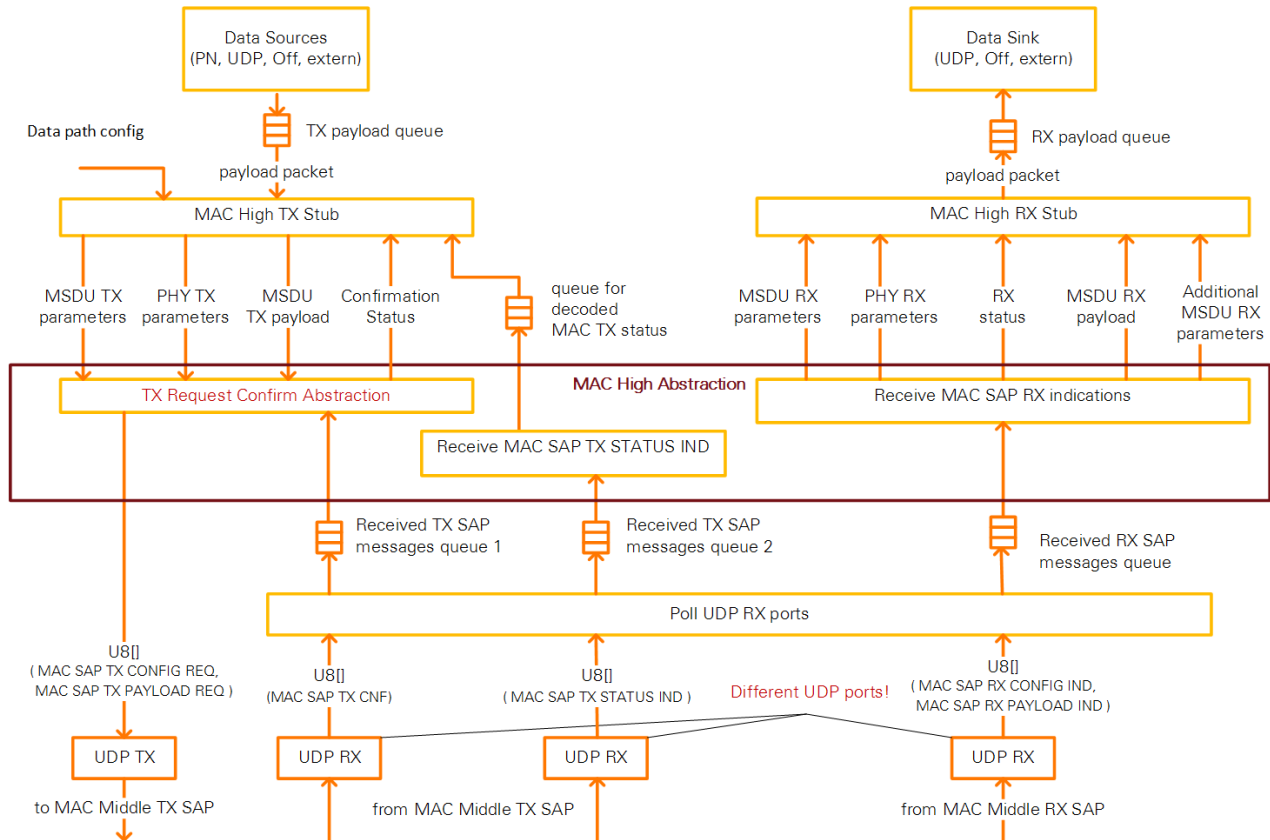 Data Sources
(PN, UDP, Off, extern)
Data Sink
(UDP, Off, extern)
Data path config
TX payload queue
RX payload queue
payload packet
payload packet
MAC High TX Stub
MAC High RX Stub
MSDU TX
parameters
PHY TX
parameters
MSDU
TX payload
Confirmation
Status
queue for
decoded
MAC TX status
MSDU RX
parameters
PHY RX
parameters
RX
status
MSDU RX
payload
Additional
MSDU RX
parameters
MAC High Abstraction
TX Request Confirm Abstraction
Receive MAC SAP RX indications
Receive MAC SAP TX STATUS IND
Received TX SAP
messages queue 1
Received TX SAP
messages queue 2
Received RX SAP
messages queue
Poll UDP RX ports
U8[]
( MAC SAP TX CONFIG REQ,
MAC SAP TX PAYLOAD REQ )
U8[]
(MAC SAP TX CNF)
U8[]
( MAC SAP TX STATUS IND )
Different UDP ports!
U8[]
( MAC SAP RX CONFIG IND,
MAC SAP RX PAYLOAD IND )
UDP TX
UDP RX
UDP RX
UDP RX
to MAC Middle TX SAP
from MAC Middle TX SAP
from MAC Middle RX SAP